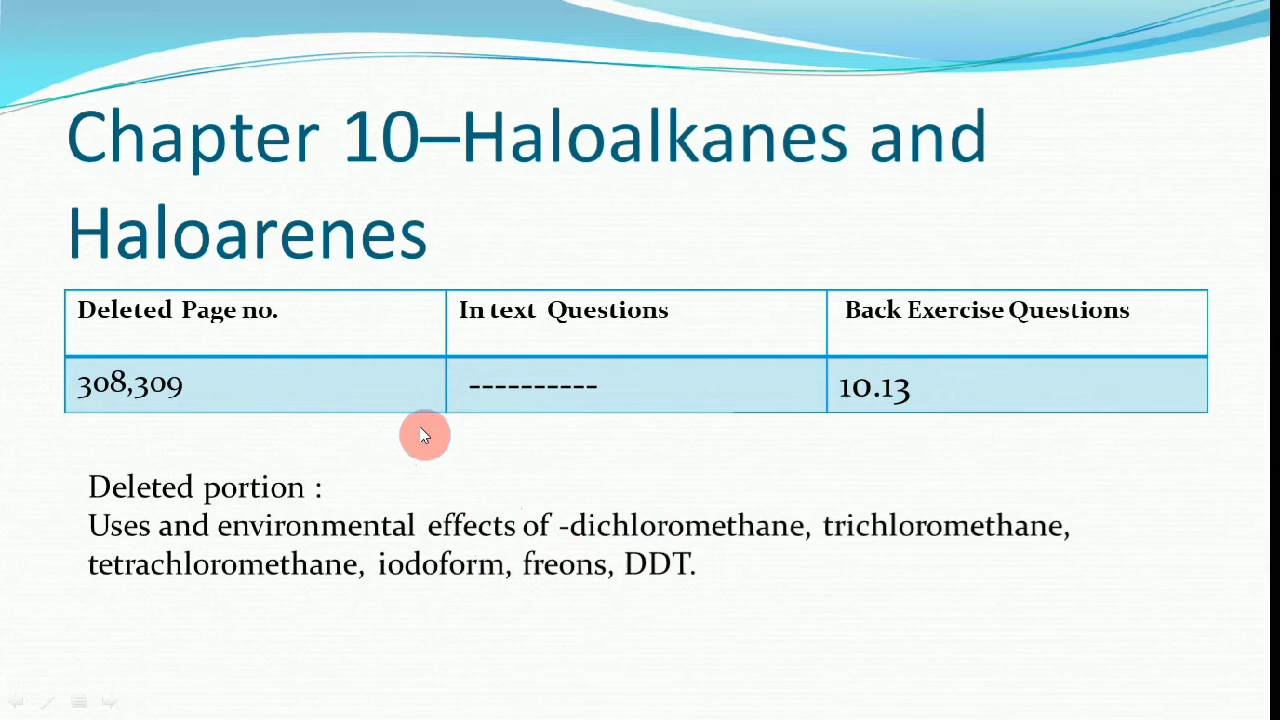 Chapter 10–Haloalkanes and
Haloarenes
Deleted Page no.
In text Questions
Back Exercise Questions
308,309
----------
10.13
Deleted portion :
Uses and environmental effects of -dichloromethane, trichloromethane,
tetrachloromethane, iodoform, freons, DDT.